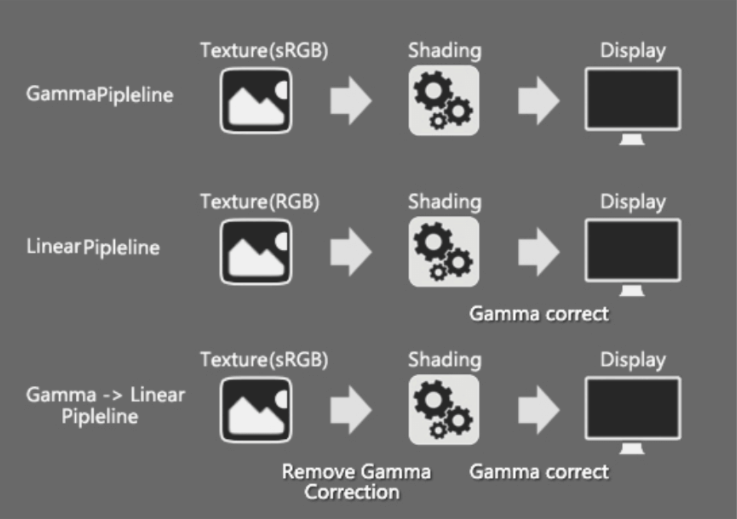 Texture(sRGB) Shading Display
GammaPipleline
Texture(RGB) Shading Display
LinearPipleline
Gamma correct
Texture(sRGB) Shading Display
Gamma -> Linear
Pipleline
Remove Gamma Gamma correct
Correction